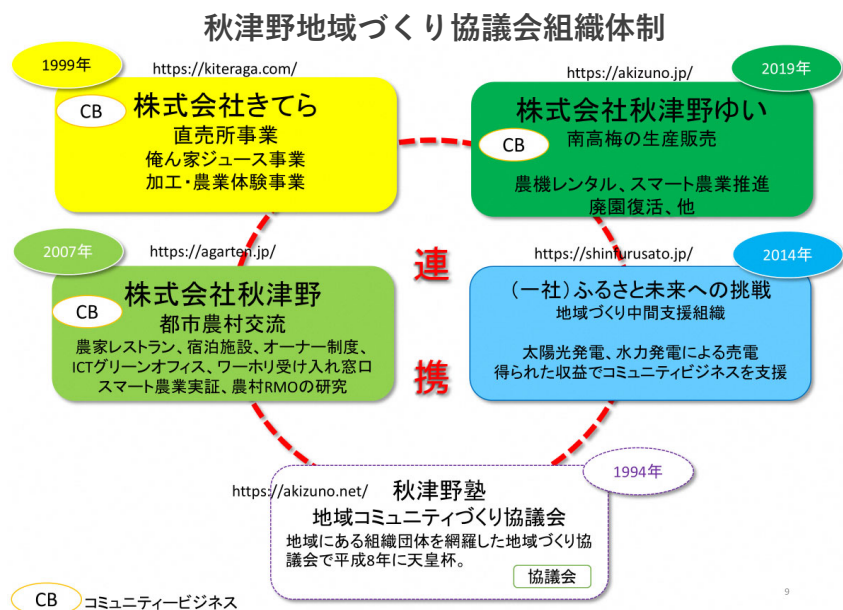 秋津野地域づくり協議会組織体制
1999年
https://kiteraga.com/
CB
株式会社きてら
直売所事業
俺ん家ジュース事業
加工・農業体験事業
https://akizuno.jp/
2019年
株式会社秋津野ゆい
CB
南高梅の生産販売
農機レンタル、スマート農業推進
廃園復活、他
2007年
https://agarten.jp/
株式会社秋津野
CB
都市農村交流
農家レストラン、宿泊施設、オーナー制度、
ICTグリーンオフィス、ワーホリ受け入れ窓口
スマート農業実証、農村RMOの研究
連
携
https://shinfurusato.jp/
2014年
(一社)ふるさと未来への挑戦
地域づくり中間支援組織
太陽光発電、水力発電による売電
得られた収益でコミュニティビジネスを支援
1994年
https://akizuno.net/
秋津野塾
地域コミュニティづくり協議会
地域にある組織団体を網羅した地域づくり協
議会で平成8年に天皇杯。
協議会
CB コミュニティービジネス
9